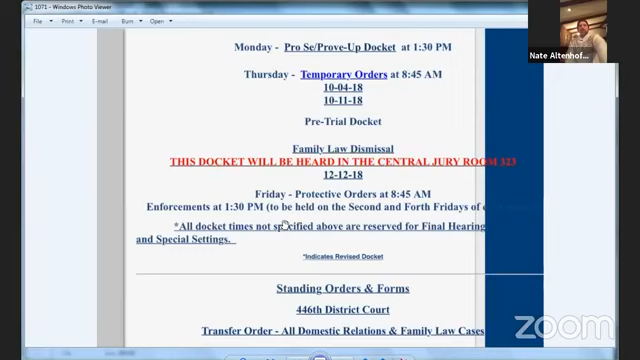 1071 - Windows Photo Viewer
File Print E-mail Burn Open
Monday - Pro Se/Prove-Up Docket at 1:30 PM
Thursday - Temporary Orders at 8:45 AM
10-04-18
10-11-18
Pre-Trial Docket
Family Law Dismissal
THIS DOCKET WILL BE HEARD IN THE CENTRAL JURY ROOM 323
12-12-18
Friday - Protective Orders at 8:45 AM
Enforcements at 1:30 PM (to be held on the Second and Forth Fridays of
*All docket times not specified above are reserved for Final Hearing
and Special Settings.
*Indicates Revised Docket
Standing Orders & Forms
446th District Court
Transfer Order - All Domestic Relations & Family Law Cases
Nate Altenhof...
zoom